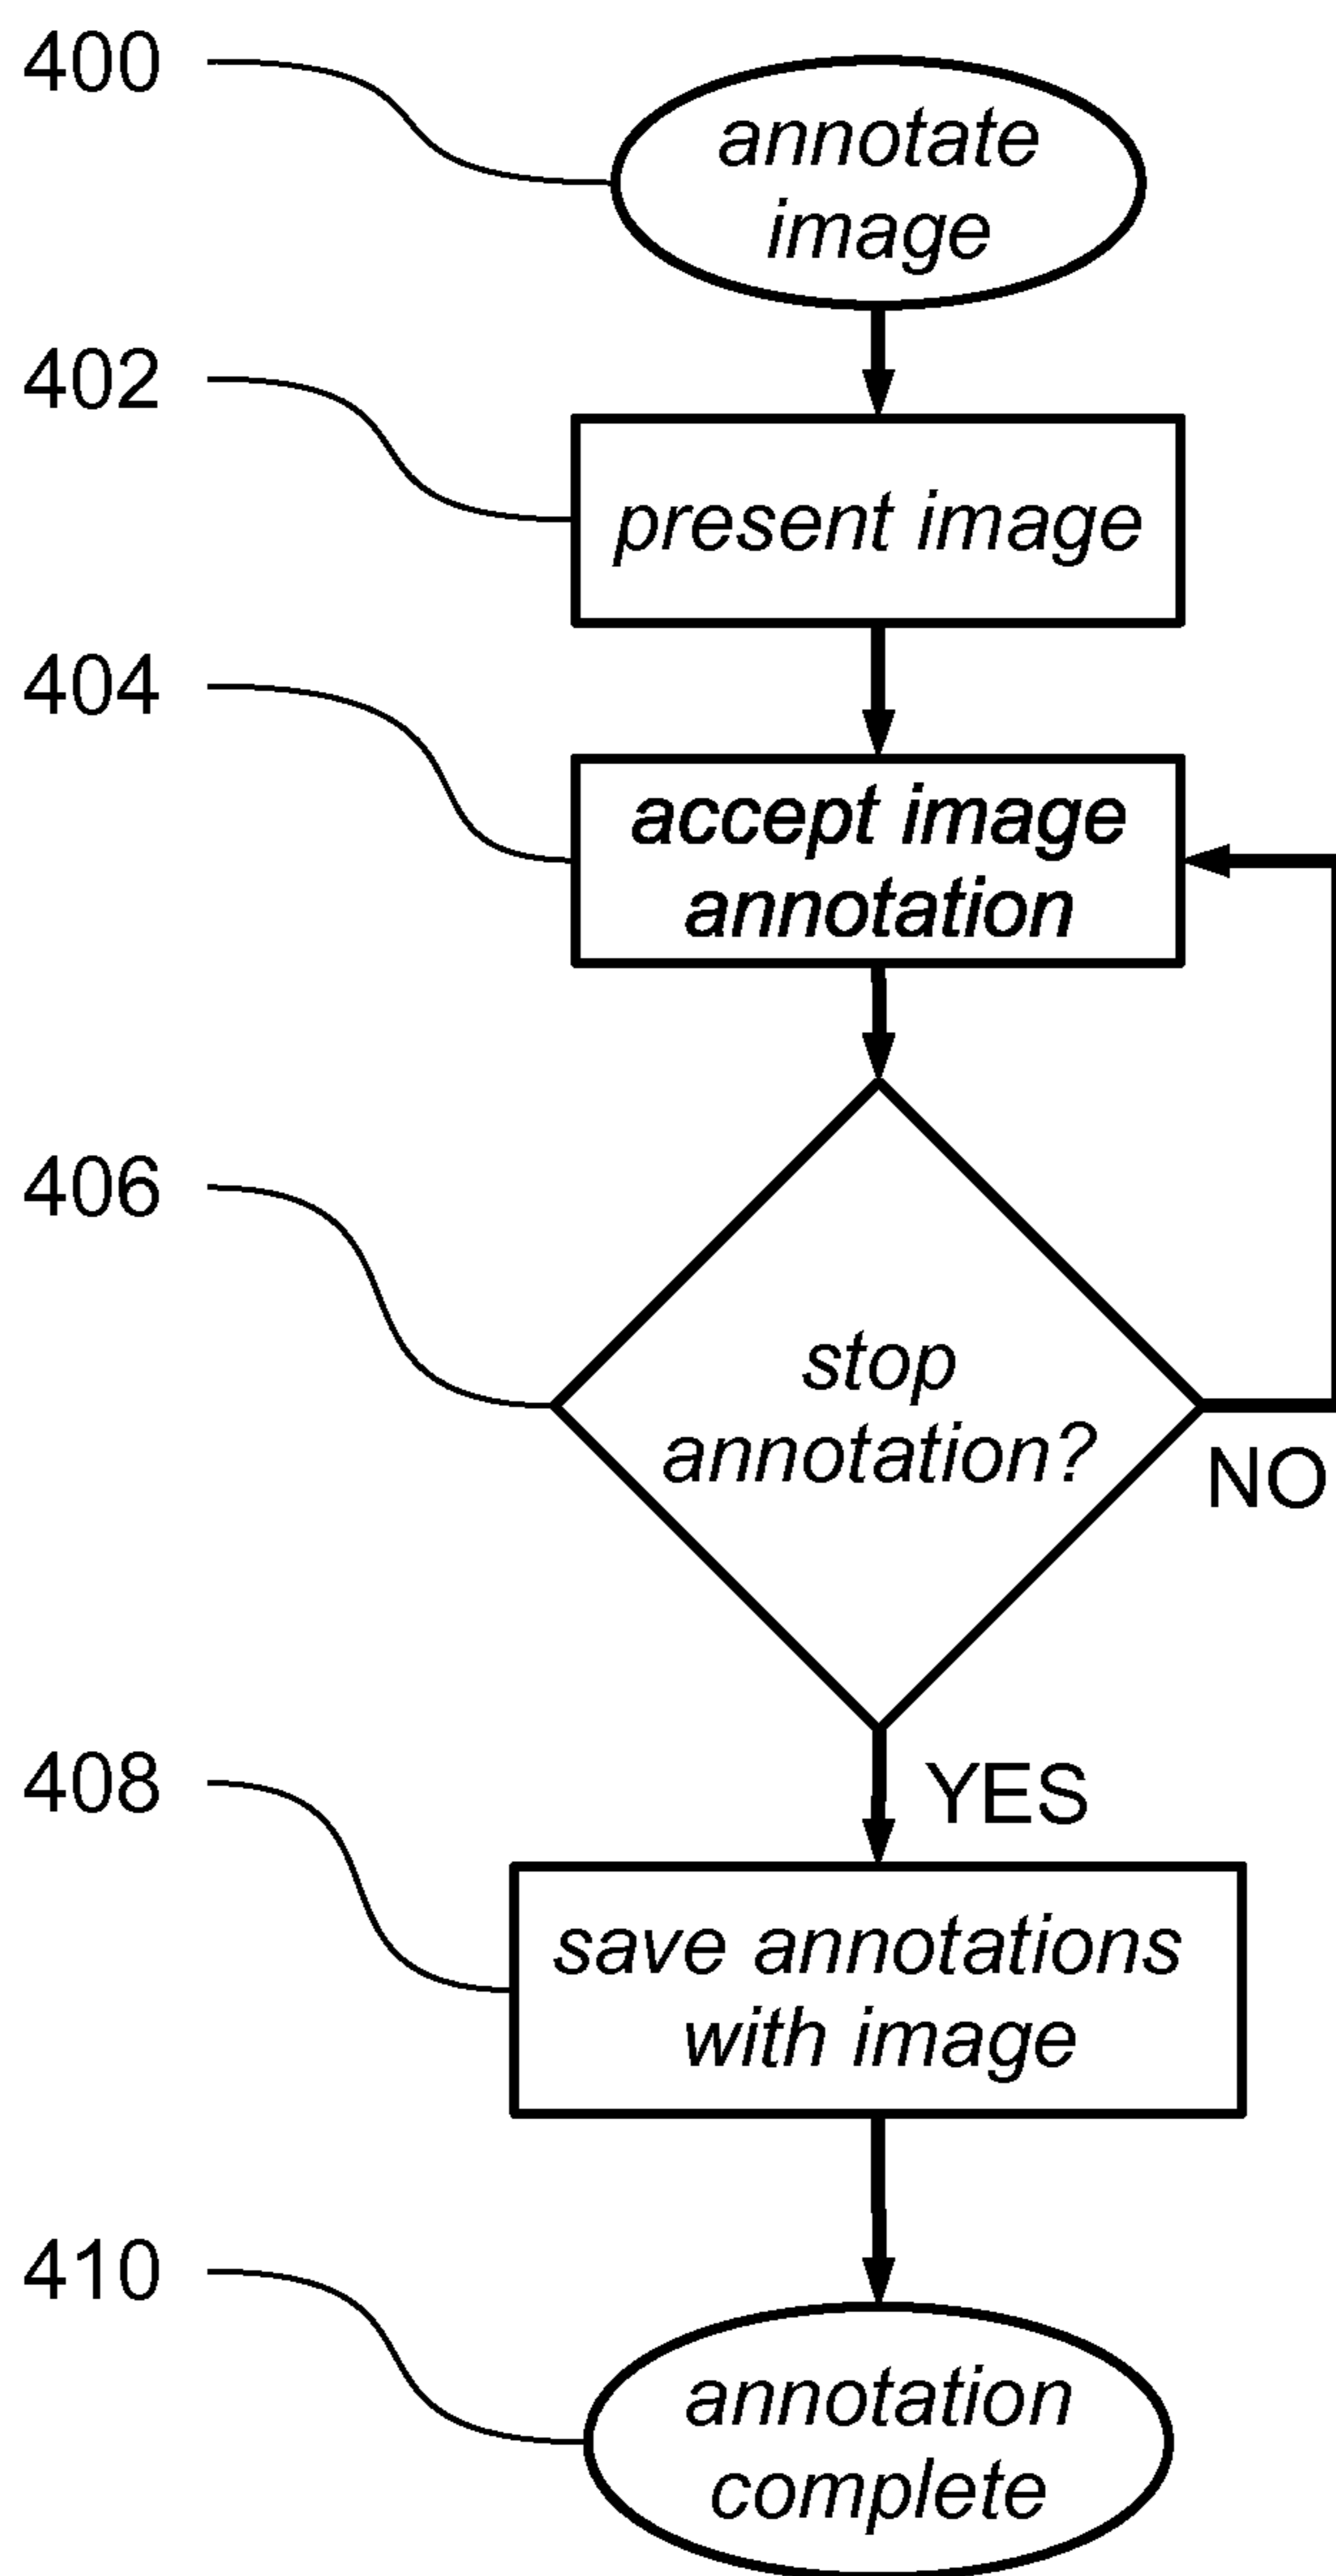 400
annotate
image
402
present image
404
accept image
annotation
406
stop
annotation?
NO
YES
408
save annotations
with image
410
annotation
complete